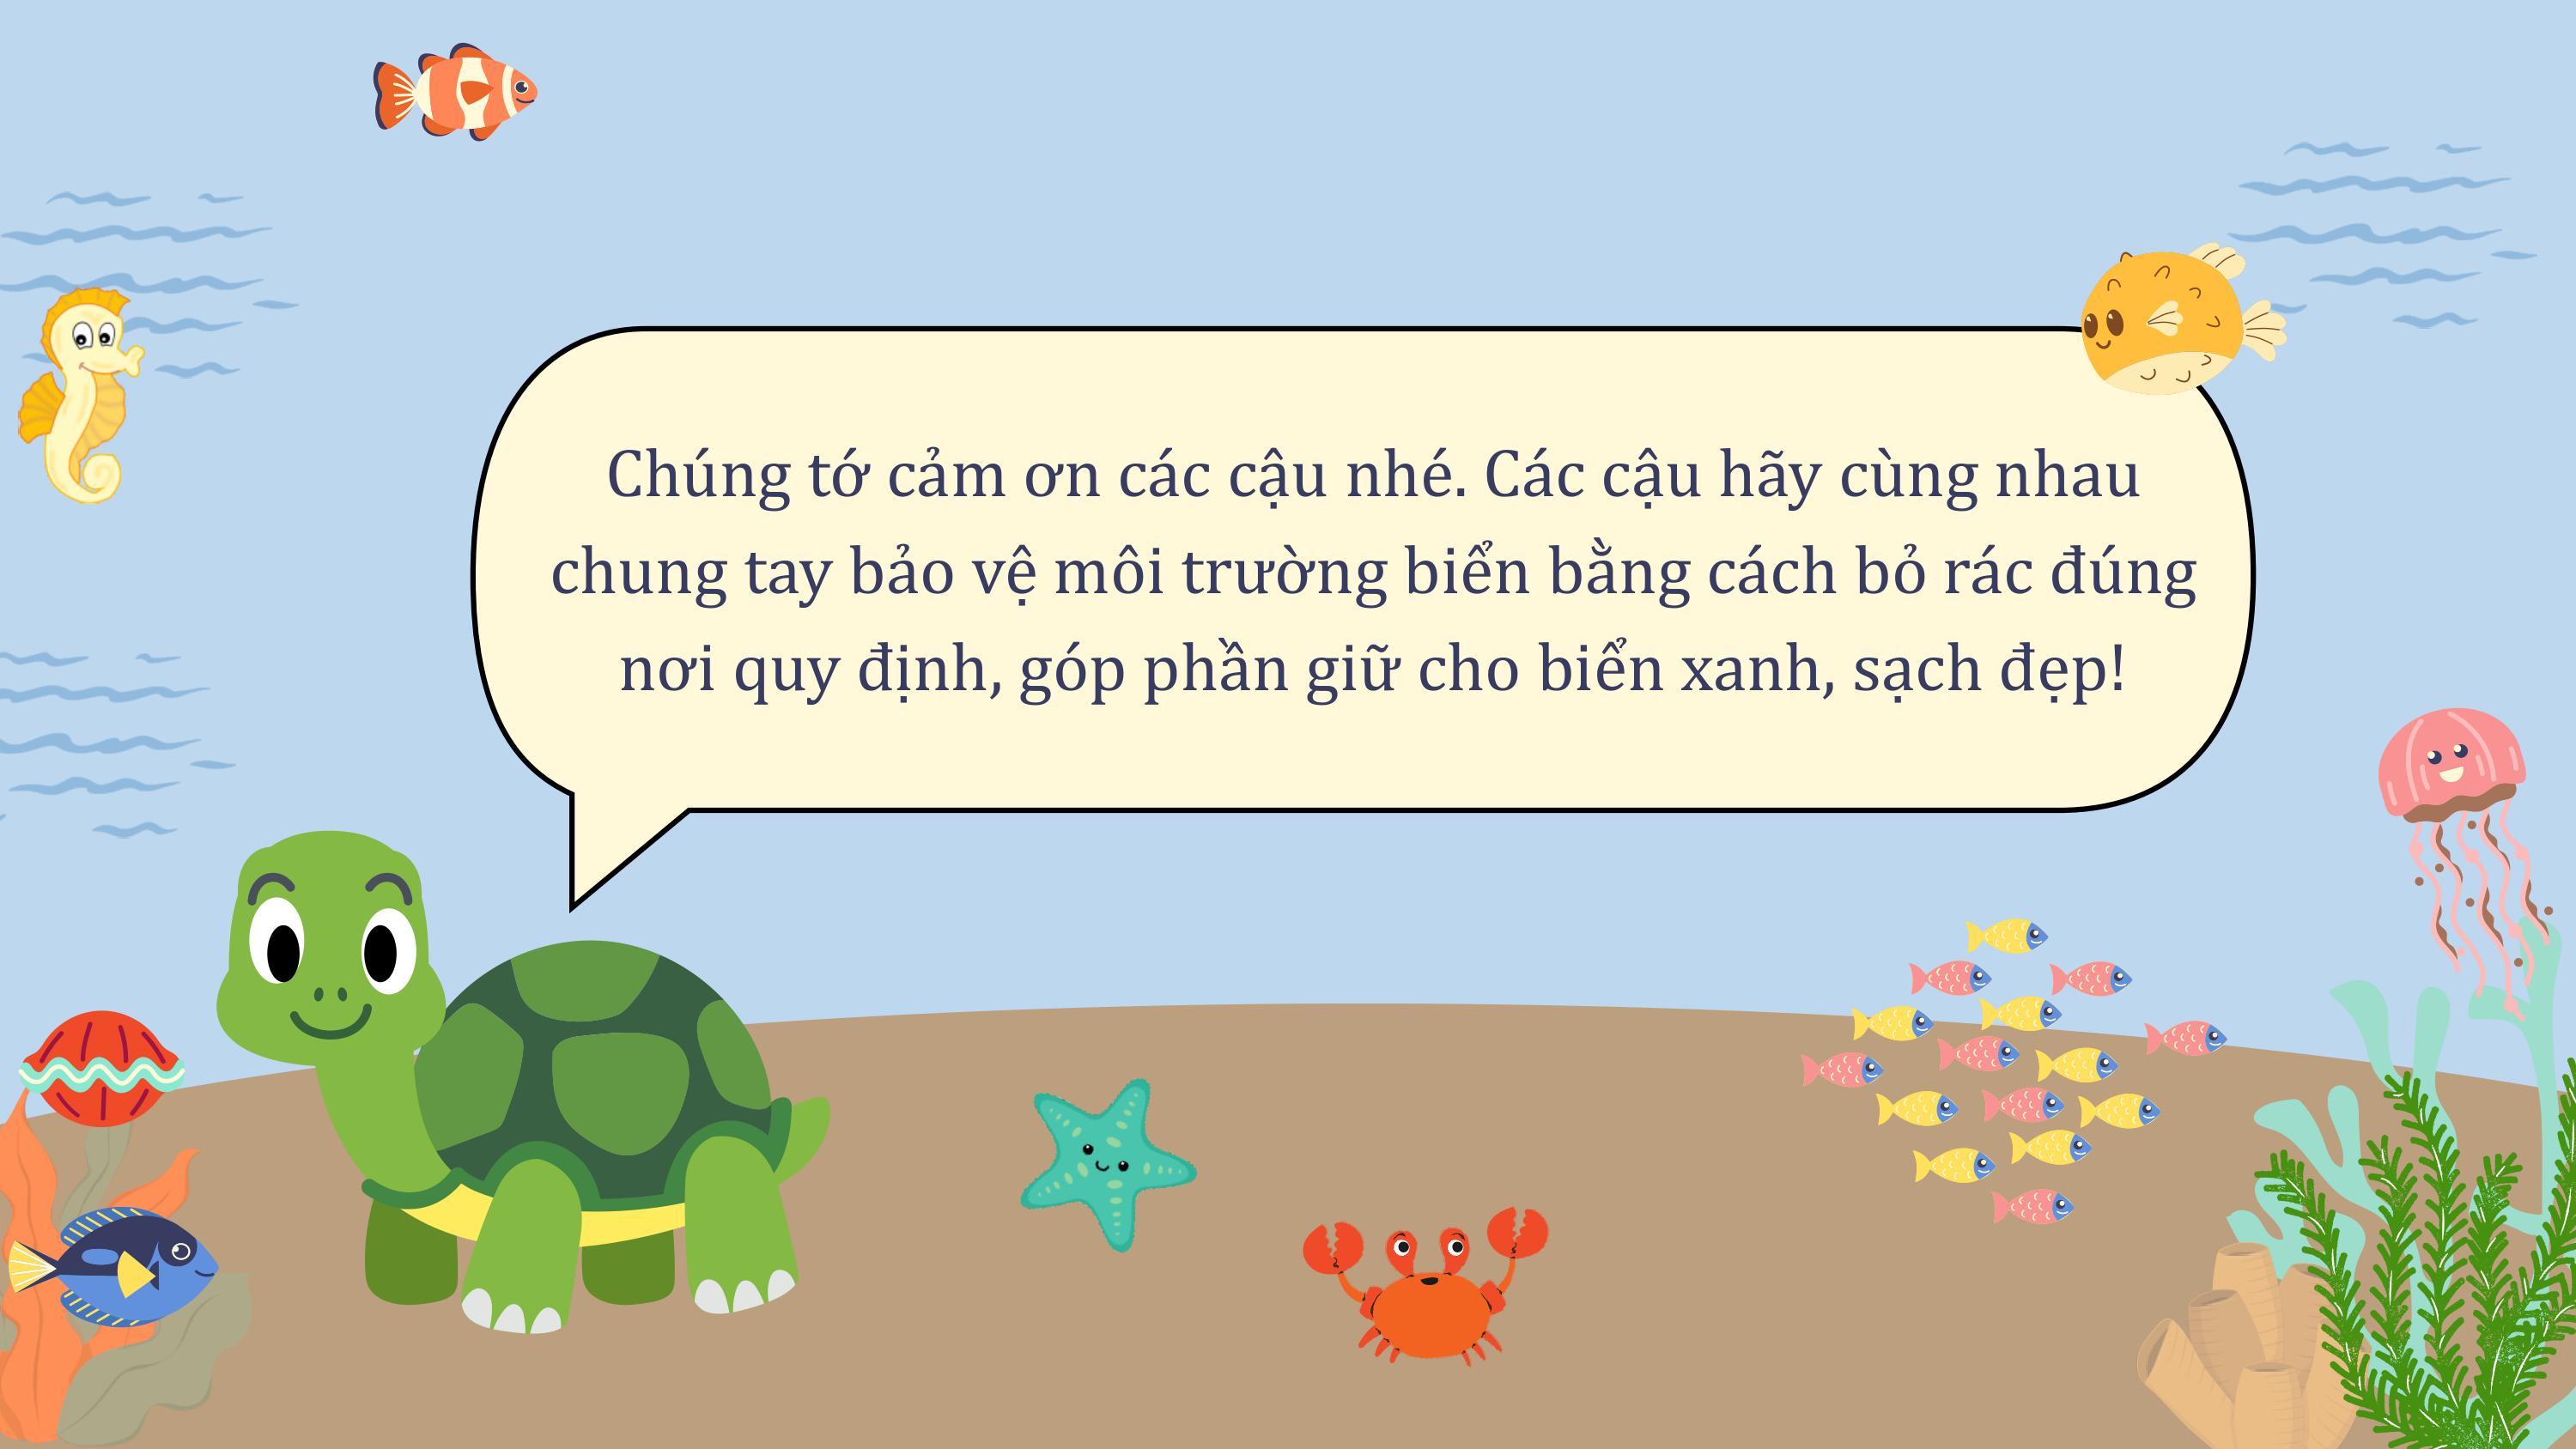 Chúng tớ cảm ơn các cậu nhé. Các cậu hãy cùng nhau
chung tay bảo vệ môi trường biển bằng cách bỏ rác đúng
nơi quy định, góp phần giữ cho biển xanh, sạch đẹp!